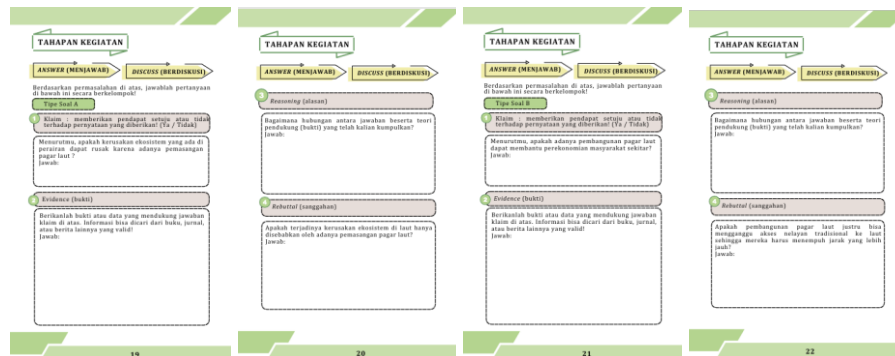 TAHAPAN KEGIATAN
ANSWER (MENJAWAB)
DISCUSS (BERDISKUSI)
Berdasarkan permasalahan di atas, jawablah pertanyaan
di bawah ini secara berkelompok!
Tipe Soal A
1
Klaim : memberikan pendapat setuju atau tidak
terhadap pernyataan yang diberikan! (Ya / Tidak)
Menurutmu, apakah kerusakan ekosistem yang ada di
perairan dapat rusak karena adanya pemasangan
pagar laut ?
Jawab:
2
Evidence (bukti)
Berikanlah bukti atau data yang mendukung jawaban
klaim di atas. Informasi bisa dicari dari buku, jurnal,
atau berita lainnya yang valid!
Jawab:
19
TAHAPAN KEGIATAN
ANSWER (MENJAWAB)
DISCUSS (BERDISKUSI)
3
Reasoning (alasan)
Bagaimana hubungan antara jawaban beserta teori
pendukung (bukti) yang telah kalian kumpulkan?
Jawab:
4
Rebuttal (sanggahan)
Apakah terjadinya kerusakan ekosistem di laut hanya
disebabkan oleh adanya pemasangan pagar laut?
Jawab:
20
TAHAPAN KEGIATAN
ANSWER (MENJAWAB)
DISCUSS (BERDISKUSI)
Berdasarkan permasalahan di atas, jawablah pertanyaan
di bawah ini secara berkelompok!
Tipe Soal B
1
Klaim : memberikan pendapat setuju atau tidak
terhadap pernyataan yang diberikan! (Ya / Tidak)
Menurutmu, apakah adanya pembangunan pagar laut
dapat membantu perekonomian masyarakat sekitar?
Jawab:
2
Evidence (bukti)
Berikanlah bukti atau data yang mendukung jawaban
klaim di atas. Informasi bisa dicari dari buku, jurnal,
atau berita lainnya yang valid!
Jawab:
21
TAHAPAN KEGIATAN
ANSWER (MENJAWAB)
DISCUSS (BERDISKUSI)
3
Reasoning (alasan)
Bagaimana hubungan antara jawaban beserta teori
pendukung (bukti) yang telah kalian kumpulkan?
Jawab:
4
Rebuttal (sanggahan)
Apakah pembangunan pagar laut justru bisa
mengganggu akses nelayan tradisional ke laut
sehingga mereka harus menempuh jarak yang lebih
jauh?
Jawab:
22